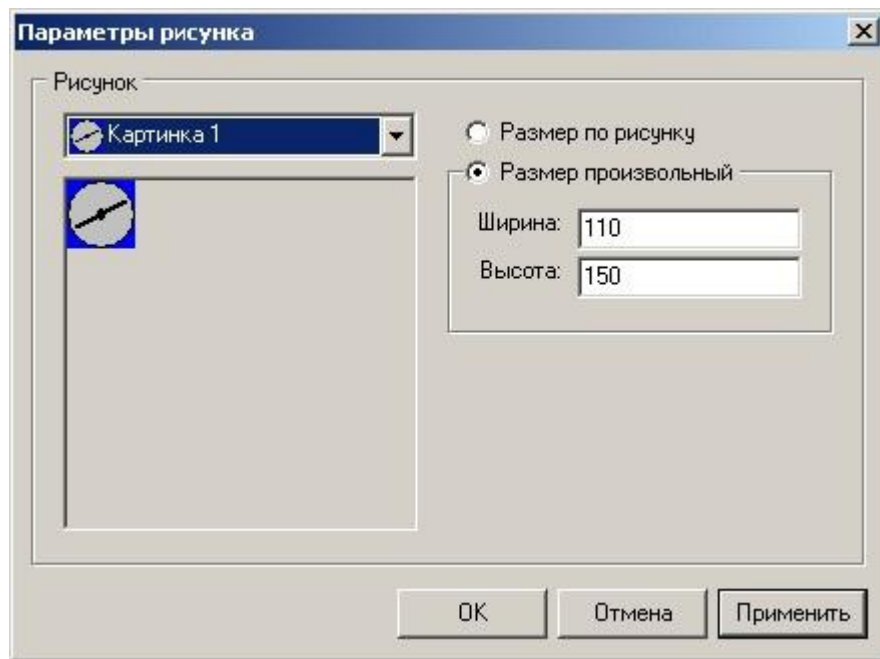 Параметры рисунка
Рисунок
Картинка 1
Размер по рисунку
Размер произвольный
Ширина: 110
Высота: 150
OK Отмена Применить